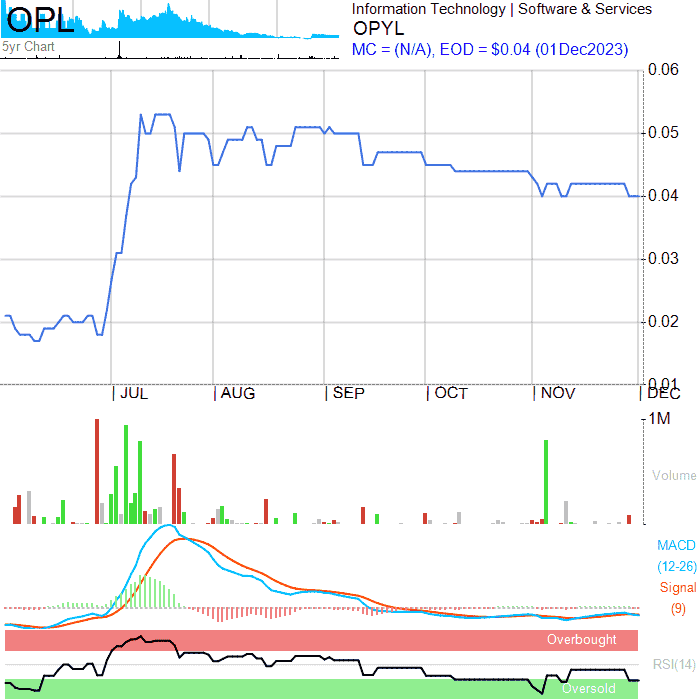 OPL
Information Technology | Software & Services
OPYL
5yr Chart
MC = (N/A), EOD = $0.04 (01Dec2023)
0.06
0.05
0.04
0.03
0.02
0.01
| JUL | AUG | SEP | OCT | NOV | DEC
1M
Volume
MACD
(12-26)
Signal
(9)
Overbought
RSI(14)
Oversold